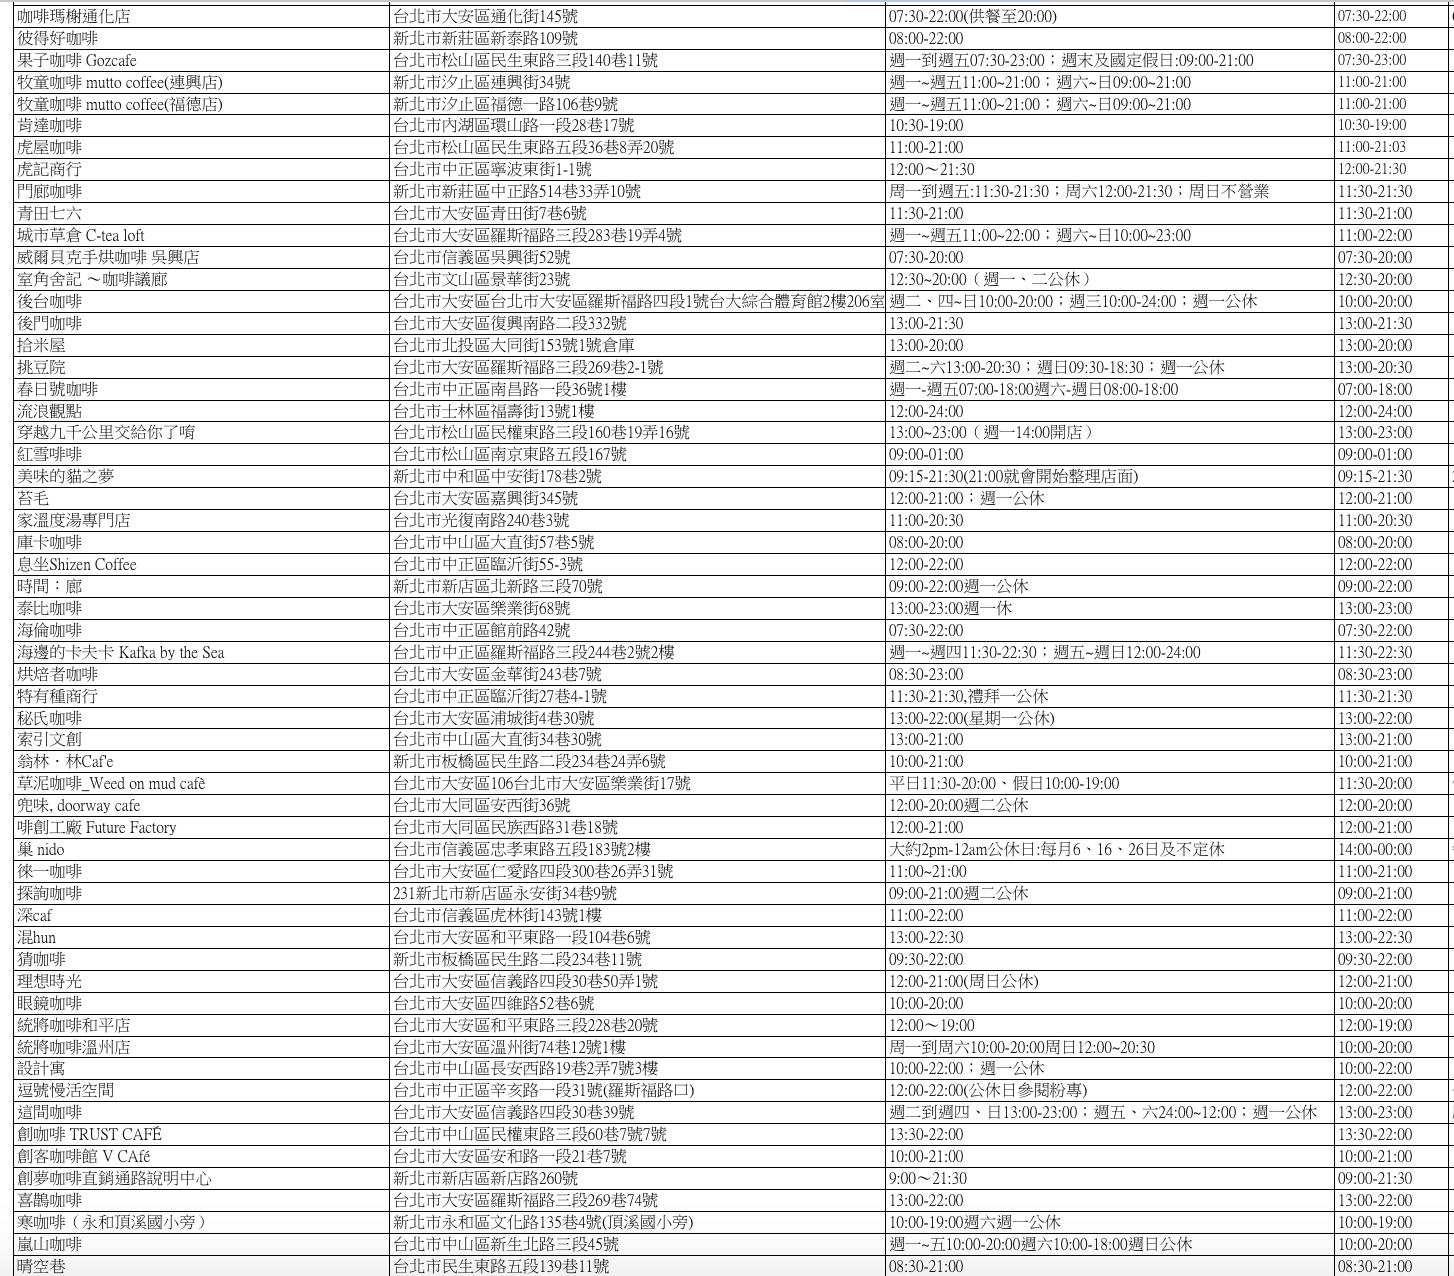 咖啡瑪榭通化店 台北市大安區通化街145號 07:30-22:00(供餐至20:00) 07:30-22:00
彼得好咖啡 新北市新莊區新泰路109號 08:00-22:00 08:00-22:00
果子咖啡 Gozcafe 台北市松山區民生東路三段140巷11號 週一到週五07:30-23:00；週末及國定假日:09:00-21:00 07:30-23:00
牧童咖啡 mutto coffee(連興店) 新北市汐止區連興街34號 週一~週五11:00~21:00；週六~日09:00~21:00 11:00-21:00
牧童咖啡 mutto coffee(福德店) 新北市汐止區福德一路106巷9號 週一~週五11:00~21:00；週六~日09:00~21:00 11:00-21:00
肯達咖啡 台北市內湖區環山路一段28巷17號 10:30-19:00 10:30-19:00
虎屋咖啡 台北市松山區民生東路五段36巷8弄20號 11:00-21:00 11:00-21:03
虎記商行 台北市中正區寧波東街1-1號 12:00～21:30 12:00-21:30
門廊咖啡 新北市新莊區中正路514巷33弄10號 周一到週五:11:30-21:30；周六12:00-21:30；周日不營業 11:30-21:30
青田七六 台北市大安區青田街7巷6號 11:30-21:00 11:30-21:00
城市草倉 C-tea loft 台北市大安區羅斯福路三段283巷19弄4號 週一~週五11:00~22:00；週六~日10:00~23:00 11:00-22:00
威爾貝克手烘咖啡 吳興店 台北市信義區吳興街52號 07:30-20:00 07:30-20:00
室角舍記 ～咖啡議廊 台北市文山區景華街23號 12:30~20:00（週一、二公休） 12:30-20:00
後台咖啡 台北市大安區台北市大安區羅斯福路四段1號台大綜合體育館2樓206室 週二、四~日10:00-20:00；週三10:00-24:00；週一公休 10:00-20:00
後門咖啡 台北市大安區復興南路二段332號 13:00-21:30 13:00-21:30
拾米屋 台北市北投區大同街153號1號倉庫 13:00-20:00 13:00-20:00
挑豆院 台北市大安區羅斯福路三段269巷2-1號 週二~六13:00-20:30；週日09:30-18:30；週一公休 13:00-20:30
春日號咖啡 台北市中正區南昌路一段36號1樓 週一-週五07:00-18:00週六-週日08:00-18:00 07:00-18:00
流浪觀點 台北市士林區福壽街13號1樓 12:00-24:00 12:00-24:00
穿越九千公里交給你了唷 台北市松山區民權東路三段160巷19弄16號 13:00~23:00（週一14:00開店） 13:00-23:00
紅雪啡啡 台北市松山區南京東路五段167號 09:00-01:00 09:00-01:00
美味的貓之夢 新北市中和區中安街178巷2號 09:15-21:30(21:00就會開始整理店面) 09:15-21:30
苔毛 台北市大安區嘉興街345號 12:00-21:00；週一公休 12:00-21:00
家溫度湯專門店 台北市光復南路240巷3號 11:00-20:30 11:00-20:30
庫卡咖啡 台北市中山區大直街57巷5號 08:00-20:00 08:00-20:00
息坐Shizen Coffee 台北市中正區臨沂街55-3號 12:00-22:00 12:00-22:00
時間：廊 新北市新店區北新路三段70號 09:00-22:00週一公休 09:00-22:00
泰比咖啡 台北市大安區樂業街68號 13:00-23:00週一休 13:00-23:00
海倫咖啡 台北市中正區館前路42號 07:30-22:00 07:30-22:00
海邊的卡夫卡 Kafka by the Sea 台北市中正區羅斯福路三段244巷2號2樓 週一~週四11:30-22:30；週五~週日12:00-24:00 11:30-22:30
烘焙者咖啡 台北市大安區金華街243巷7號 08:30-23:00 08:30-23:00
特有種商行 台北市中正區臨沂街27巷4-1號 11:30-21:30,禮拜一公休 11:30-21:30
秘氏咖啡 台北市大安區浦城街4巷30號 13:00-22:00(星期一公休) 13:00-22:00
索引文創 台北市中山區大直街34巷30號 13:00-21:00 13:00-21:00
翁林．林Caf'e 新北市板橋區民生路二段234巷24弄6號 10:00-21:00 10:00-21:00
草泥咖啡_Weed on mud cafè 台北市大安區106台北市大安區樂業街17號 平日11:30-20:00、假日10:00-19:00 11:30-20:00
兜味, doorway cafe 台北市大同區安西街36號 12:00-20:00週二公休 12:00-20:00
啡創工廠 Future Factory 台北市大同區民族西路31巷18號 12:00-21:00 12:00-21:00
巢 nido 台北市信義區忠孝東路五段183號2樓 大約2pm-12am公休日:每月6、16、26日及不定休 14:00-00:00
徠一咖啡 台北市大安區仁愛路四段300巷26弄31號 11:00~21:00 11:00-21:00
探詢咖啡 231新北市新店區永安街34巷9號 09:00-21:00週二公休 09:00-21:00
深caf 台北市信義區虎林街143號1樓 11:00-22:00 11:00-22:00
混hun 台北市大安區和平東路一段104巷6號 13:00-22:30 13:00-22:30
猜咖啡 新北市板橋區民生路二段234巷11號 09:30-22:00 09:30-22:00
理想時光 台北市大安區信義路四段30巷50弄1號 12:00-21:00(周日公休) 12:00-21:00
眼鏡咖啡 台北市大安區四維路52巷6號 10:00-20:00 10:00-20:00
統將咖啡和平店 台北市大安區和平東路三段228巷20號 12:00～19:00 12:00-19:00
統將咖啡溫州店 台北市大安區溫州街74巷12號1樓 周一到周六10:00-20:00周日12:00~20:30 10:00-20:00
設計寓 台北市中山區長安西路19巷2弄7號3樓 10:00-22:00；週一公休 10:00-22:00
逗號慢活空間 台北市中正區辛亥路一段31號(羅斯福路口) 12:00-22:00(公休日參閱粉專) 12:00-22:00
這間咖啡 台北市大安區信義路四段30巷39號 週二到週四、日13:00-23:00；週五、六24:00~12:00；週一公休 13:00-23:00
創咖啡 TRUST CAFÉ 台北市中山區民權東路三段60巷7號7號 13:30-22:00 13:30-22:00
創客咖啡館 V CAfé 台北市大安區安和路一段21巷7號 10:00-21:00 10:00-21:00
創夢咖啡直銷通路說明中心 新北市新店區新店路260號 9:00～21:30 09:00-21:30
喜鵲咖啡 台北市大安區羅斯福路三段269巷74號 13:00-22:00 13:00-22:00
寒咖啡（永和頂溪國小旁） 新北市永和區文化路135巷4號(頂溪國小旁) 10:00-19:00週六週一公休 10:00-19:00
嵐山咖啡 台北市中山區新生北路三段45號 週一~五10:00-20:00週六10:00-18:00週日公休 10:00-20:00
晴空巷 台北市民生東路五段139巷11號 08:30-21:00 08:30-21:00